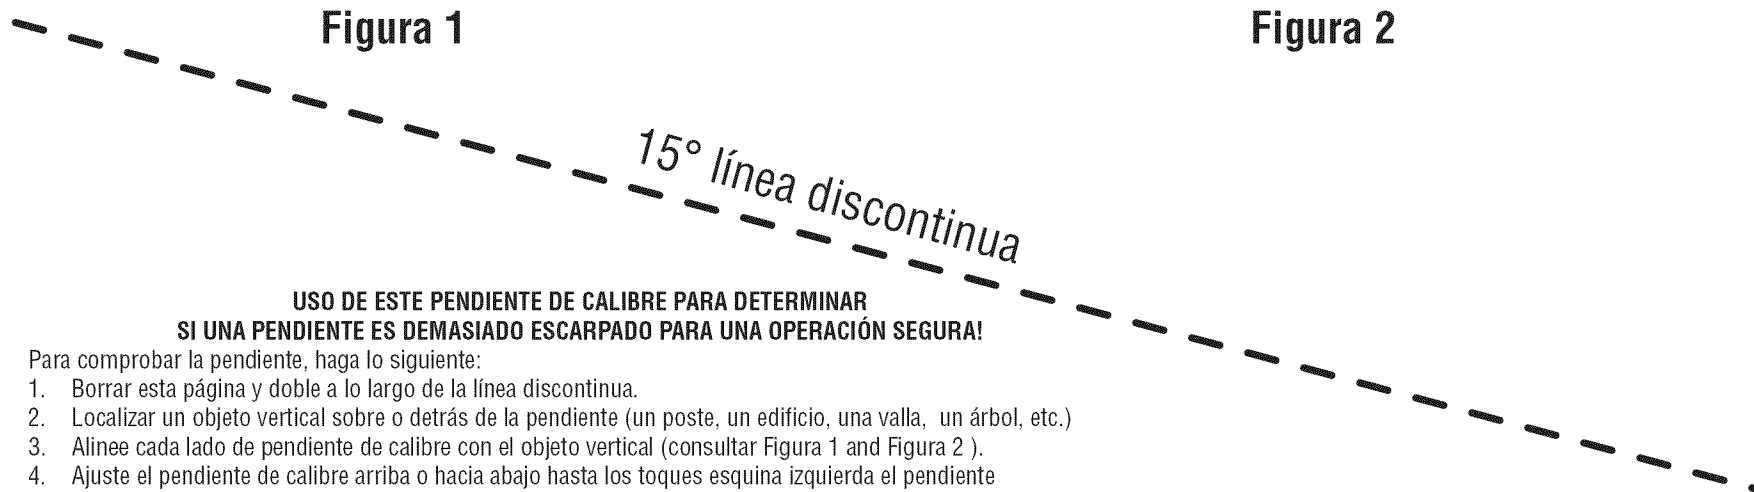 Figura 1
Figura 2
15° línea discontinua
USO DE ESTE PENDIENTE DE CALIBRE PARA DETERMINAR
SI UNA PENDIENTE ES DEMASIADO ESCARPADO PARA UNA OPERACIÓN SEGURA!
Para comprobar la pendiente, haga lo siguiente:
1. Borrar esta página y doble a lo largo de la línea discontinua.
2. Localizar un objeto vertical sobre o detrás de la pendiente (un poste, un edificio, una valla, un árbol, etc.)
3. Alinee cada lado de pendiente de calibre con el objeto vertical (consultar Figura 1 and Figura 2 ).
4. Ajuste el pendiente de calibre arriba o hacia abajo hasta los toques esquina izquierda el pendiente